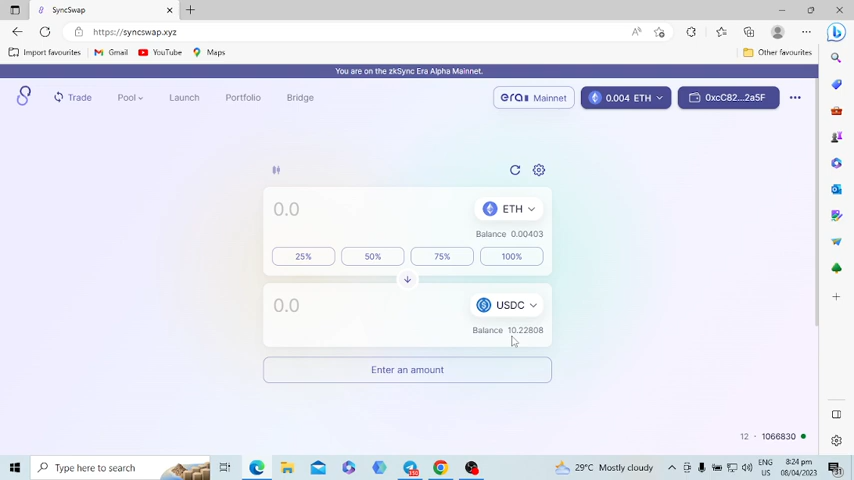 SyncSwap
https://syncswap.xyz
Import favourites
Gmail
YouTube
Maps
Other favourites
You are on the zkSync Era Alpha Mainnet.
Trade
Pool
Launch
Portfolio
Bridge
era Mainnet
0.004 ETH
0xcC82...2a5F
0.0
ETH
Balance 0.00403
25%
50%
75%
100%
0.0
USDC
Balance 10.22808
Enter an amount
12 · 1066830
Type here to search
29°C Mostly cloudy
ENG
US
8:24 pm
08/04/2023